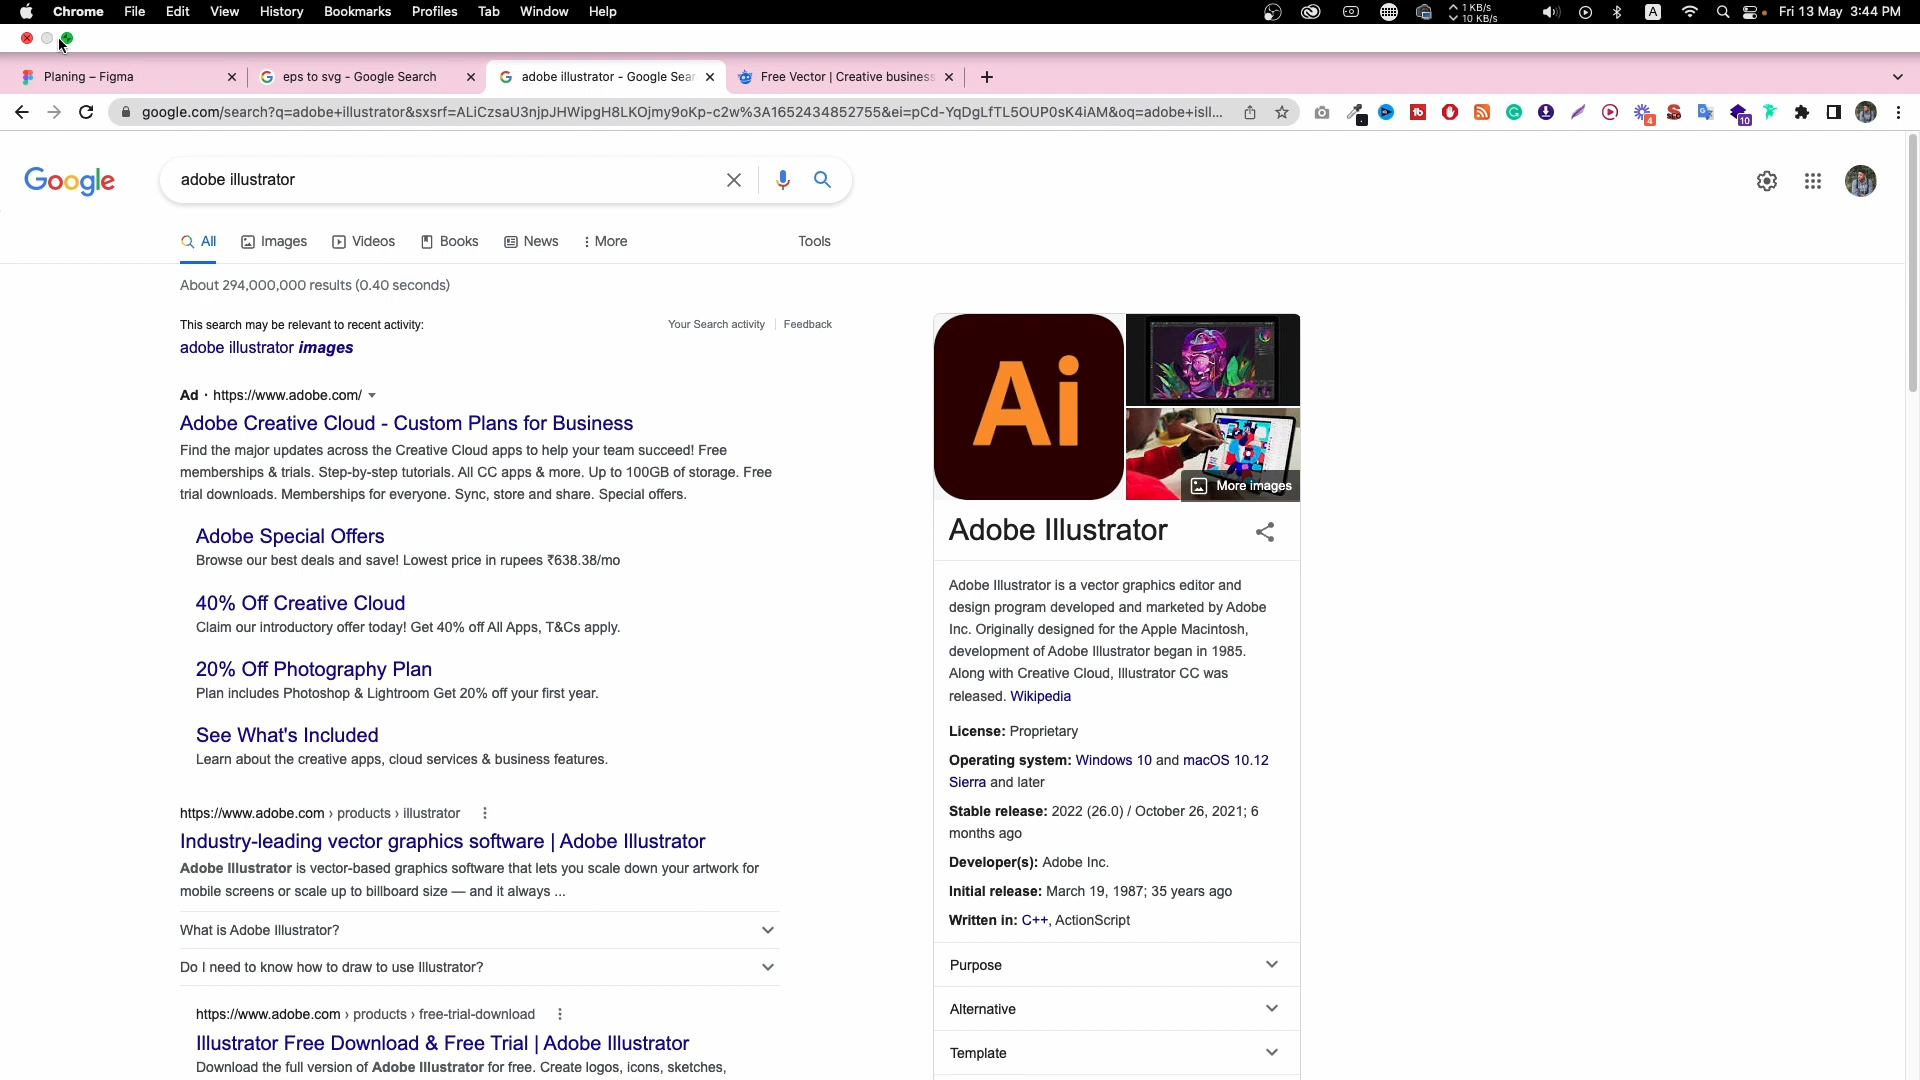 Chrome File Edit View History Bookmarks Profiles Tab Window Help
1 KB/s
10 KB/s
A
Fri 13 May 3:44 PM
Planing – Figma
eps to svg - Google Search
adobe illustrator - Google Sear
Free Vector | Creative business
google.com/search?q=adobe+illustrator&sxsrf=ALiCzsaU3njpJHWipgH8LKOjmy9oKp-c2w%3A1652434852755&ei=pCd-YqDgLfTL5OUP0sK4iAM&oq=adobe+isll...
4
10
Google
adobe illustrator
All Images Videos Books News More Tools
About 294,000,000 results (0.40 seconds)
This search may be relevant to recent activity:
Your Search activity Feedback
adobe illustrator images
Ad · https://www.adobe.com/
Adobe Creative Cloud - Custom Plans for Business
Find the major updates across the Creative Cloud apps to help your team succeed! Free
memberships & trials. Step-by-step tutorials. All CC apps & more. Up to 100GB of storage. Free
trial downloads. Memberships for everyone. Sync, store and share. Special offers.
Adobe Special Offers
Browse our best deals and save! Lowest price in rupees ₹638.38/mo
40% Off Creative Cloud
Claim our introductory offer today! Get 40% off All Apps, T&Cs apply.
20% Off Photography Plan
Plan includes Photoshop & Lightroom Get 20% off your first year.
See What's Included
Learn about the creative apps, cloud services & business features.
https://www.adobe.com › products › illustrator
Industry-leading vector graphics software | Adobe Illustrator
Adobe Illustrator is vector-based graphics software that lets you scale down your artwork for
mobile screens or scale up to billboard size — and it always ...
What is Adobe Illustrator?
Do I need to know how to draw to use Illustrator?
https://www.adobe.com › products › free-trial-download
Illustrator Free Download & Free Trial | Adobe Illustrator
Download the full version of Adobe Illustrator for free. Create logos, icons, sketches,
Ai
More images
Adobe Illustrator
Adobe Illustrator is a vector graphics editor and
design program developed and marketed by Adobe
Inc. Originally designed for the Apple Macintosh,
development of Adobe Illustrator began in 1985.
Along with Creative Cloud, Illustrator CC was
released. Wikipedia
License: Proprietary
Operating system: Windows 10 and macOS 10.12
Sierra and later
Stable release: 2022 (26.0) / October 26, 2021; 6
months ago
Developer(s): Adobe Inc.
Initial release: March 19, 1987; 35 years ago
Written in: C++, ActionScript
Purpose
Alternative
Template